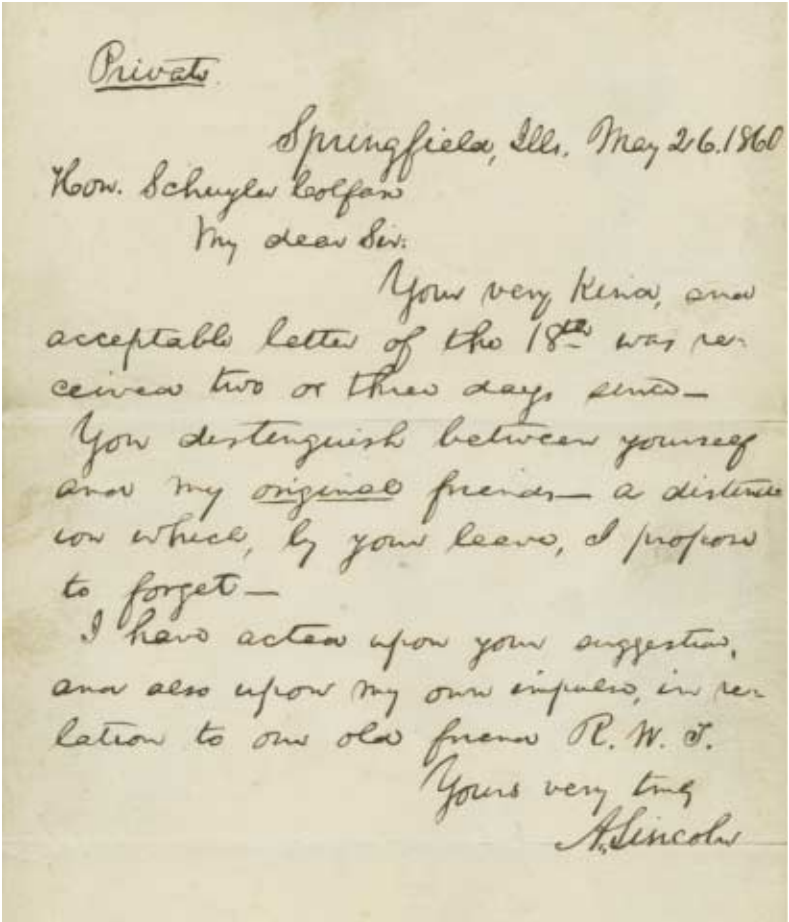 Private.
Springfield, Ills. May 26. 1860
Hon. Schuyler Colfax
My dear Sir:
Your very kind, and
acceptable letter of the 18th was re-
ceived two or three days since—
You distinguish between yourself
and my original friends— a distinct
ion which, by your leave, I propose
to forget—
I have acted upon your suggestion,
and also upon my own impulse, in re-
lation to our old friend R. W. T.
Yours very truly
A. Lincoln